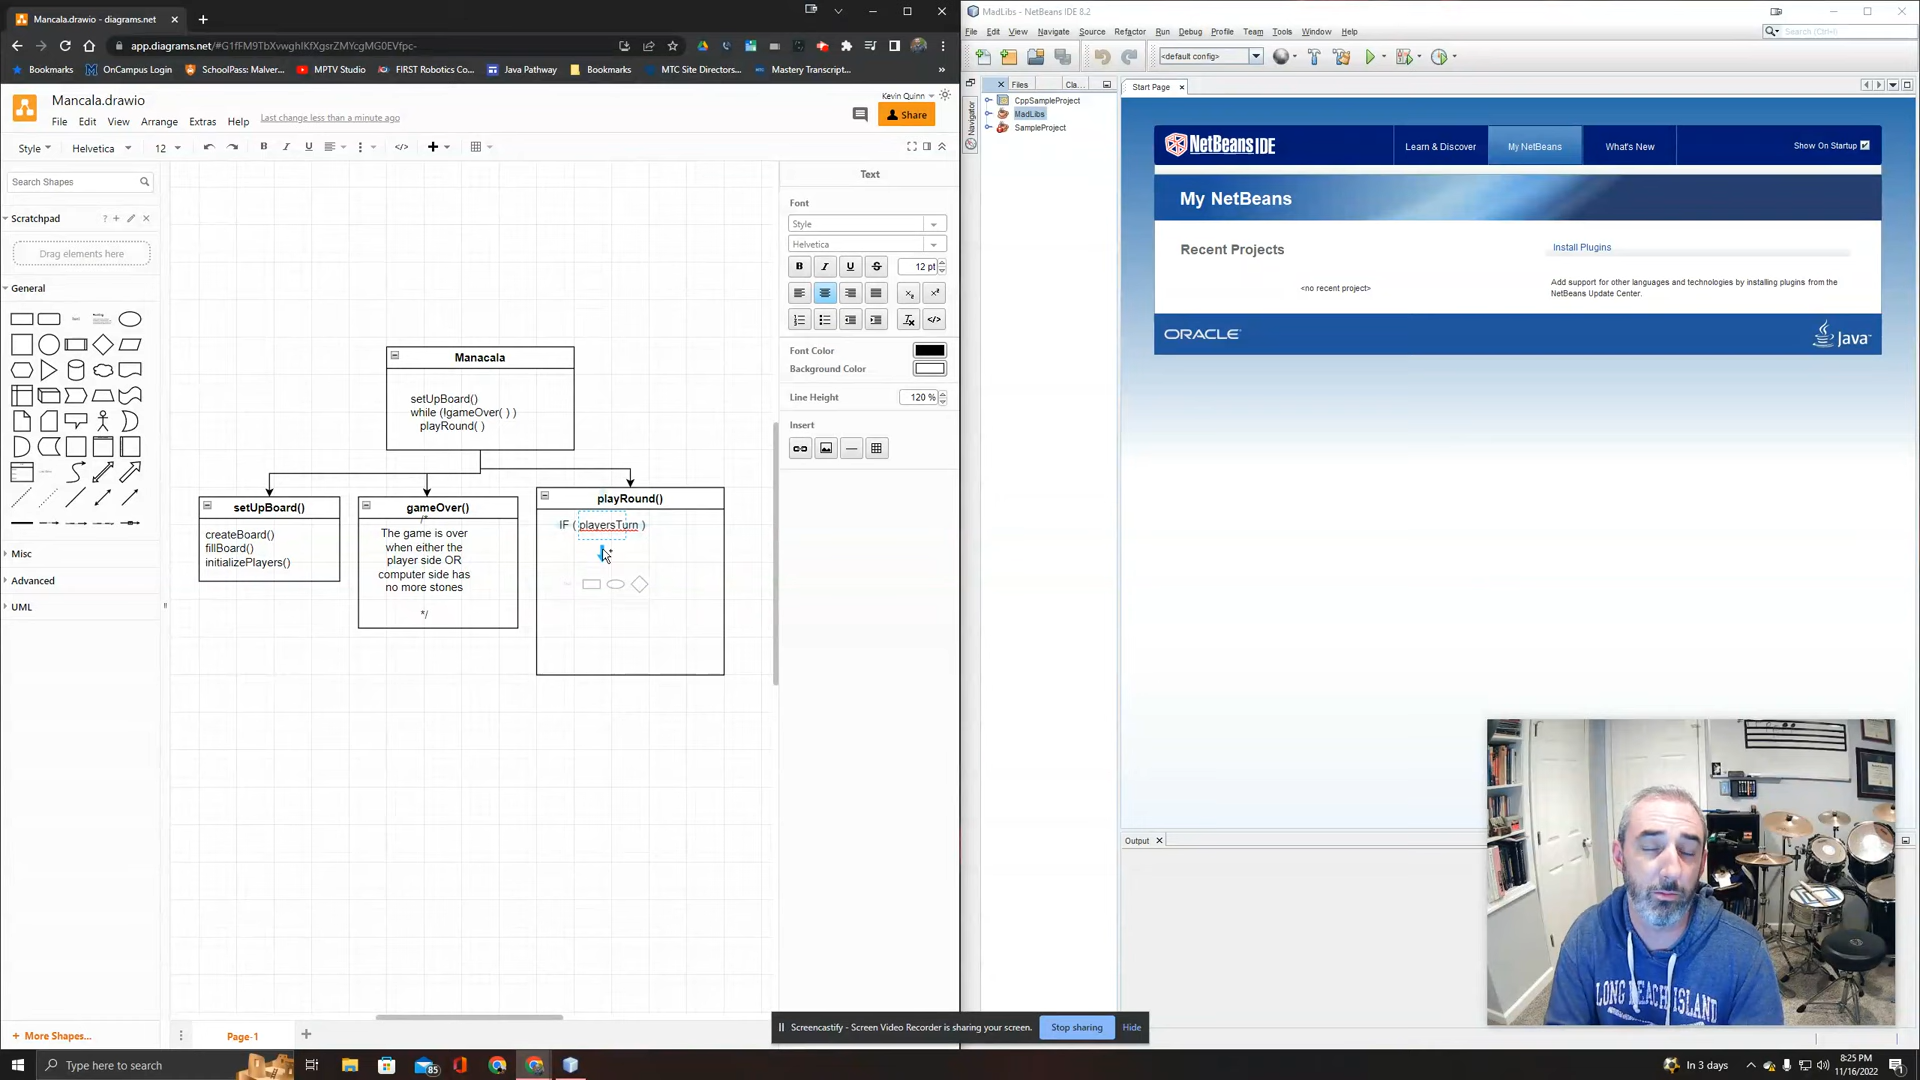 Mancala.drawio - diagrams.net
app.diagrams.net/#G1fFM9TbXvwghIKfXgsrZMYcgMG0EVfpc-
Bookmarks
OnCampus Login
SchoolPass: Malver...
MPTV Studio
FIRST Robotics Co...
Java Pathway
Bookmarks
MTC Site Directors...
Mastery Transcript...
Mancala.drawio
File Edit View Arrange Extras Help
Last change less than a minute ago
Kevin Quinn
Share
Style
Helvetica
12
Search Shapes
Scratchpad
Drag elements here
General
Misc
Advanced
UML
More Shapes...
Page-1
Manacala
setUpBoard()
while (!gameOver( ) )
playRound( )
setUpBoard()
createBoard()
fillBoard()
initializePlayers()
gameOver()
/*
The game is over
when either the
player side OR
computer side has
no more stones
*/
playRound()
IF ( playersTurn )
Text
Font
Style
Helvetica
12 pt
Font Color
Background Color
Line Height
120 %
Insert
MadLibs - NetBeans IDE 8.2
File Edit View Navigate Source Refactor Run Debug Profile Team Tools Window Help
Search (Ctrl+I)
<default config>
Files
Cla...
Navigator
CppSampleProject
MadLibs
SampleProject
Start Page
NetBeans IDE
Learn & Discover
My NetBeans
What's New
Show On Startup
My NetBeans
Recent Projects
<no recent project>
Install Plugins
Add support for other languages and technologies by installing plugins from the
NetBeans Update Center.
ORACLE
Java
Output
LONG BEACH ISLAND
Screencastify - Screen Video Recorder is sharing your screen.
Stop sharing
Hide
Type here to search
85
In 3 days
8:25 PM
11/16/2022